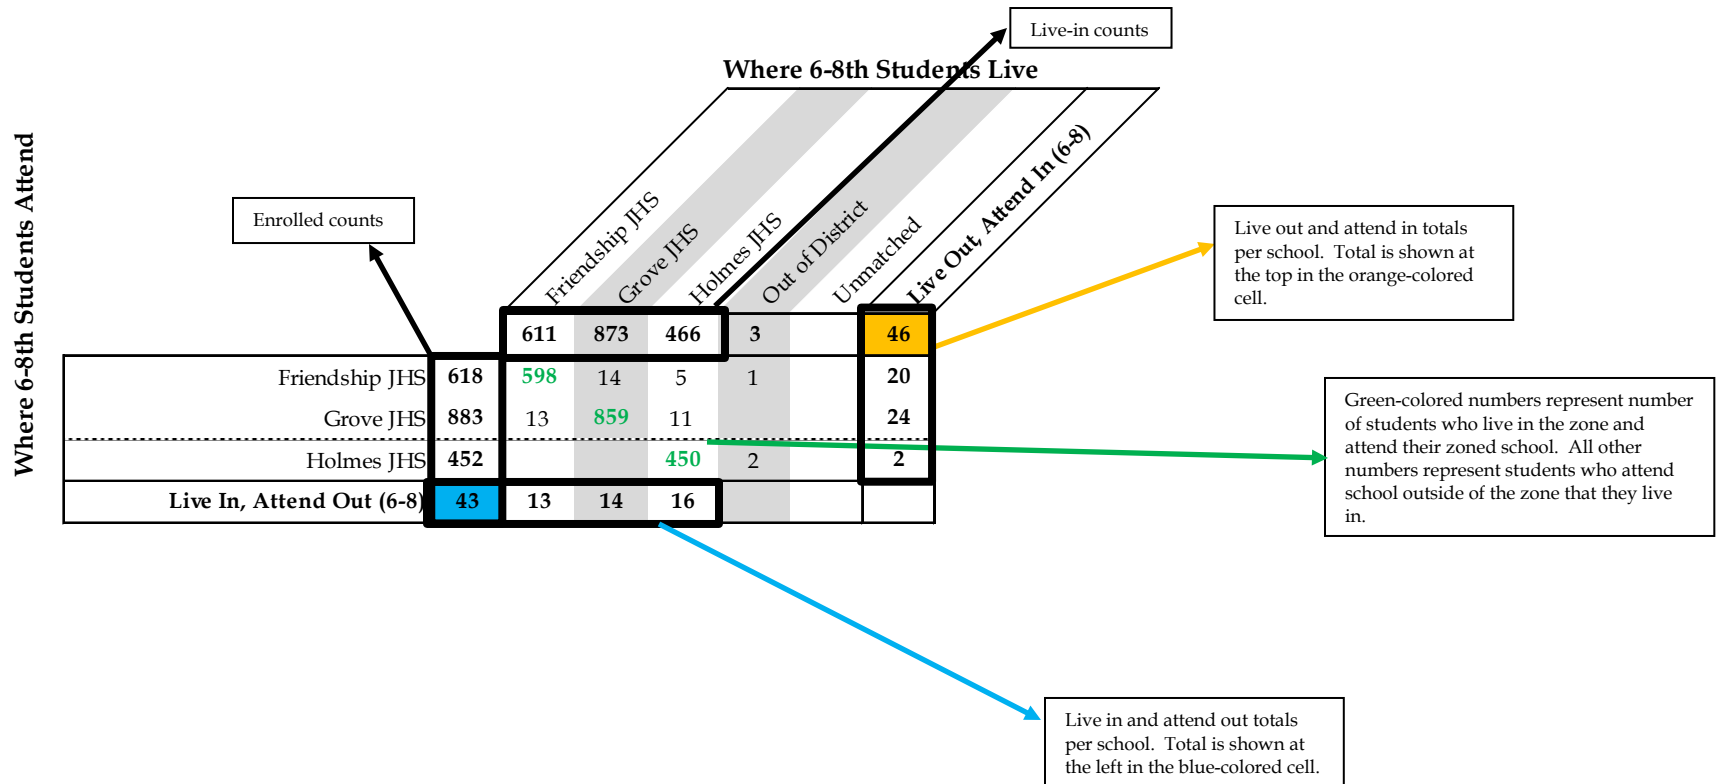 Live-in counts
Where 6-8th Students Live
Where 6-8th Students Attend
Enrolled counts
Friendship JHS
Grove JHS
Holmes JHS
Out of District
Unmatched
Live Out, Attend In (6-8)
Live out and attend in totals
per school. Total is shown at
the top in the orange-colored
cell.
611 873 466 3 46
Friendship JHS 618 598 14 5 1 20
Grove JHS 883 13 859 11 24
Holmes JHS 452 450 2 2
Live In, Attend Out (6-8) 43 13 14 16
Green-colored numbers represent number
of students who live in the zone and
attend their zoned school. All other
numbers represent students who attend
school outside of the zone that they live
in.
Live in and attend out totals
per school. Total is shown at
the left in the blue-colored cell.